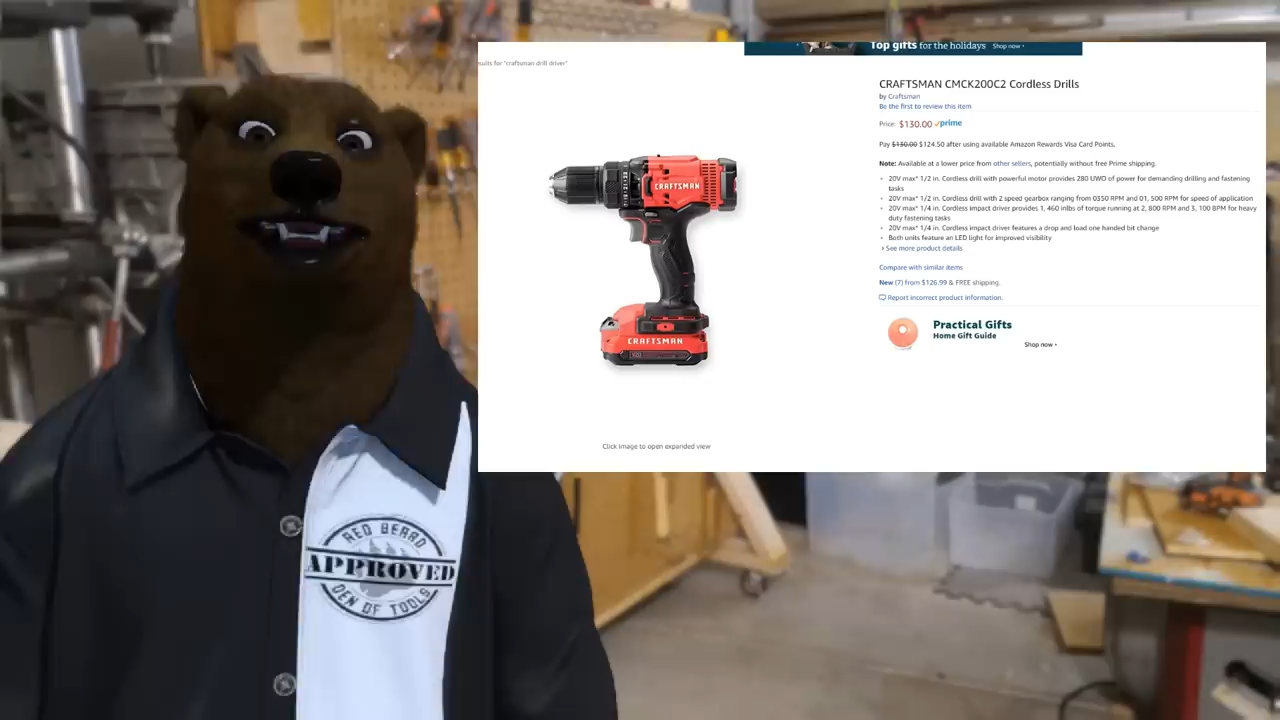 Top gifts for the holidays Shop now ›
sults for "craftsman drill driver"
CRAFTSMAN CMCK200C2 Cordless Drills
by Craftsman
Be the first to review this item
Price: $130.00 prime
Pay $130.00 $124.50 after using available Amazon Rewards Visa Card Points.
Note: Available at a lower price from other sellers, potentially without free Prime shipping.
• 20V max* 1/2 in. Cordless drill with powerful motor provides 280 UWO of power for demanding drilling and fastening
tasks
• 20V max* 1/2 in. Cordless drill with 2 speed gearbox ranging from 0350 RPM and 01, 500 RPM for speed of application
• 20V max* 1/4 in. Cordless impact driver provides 1, 460 inlbs of torque running at 2, 800 RPM and 3, 100 BPM for heavy
duty fastening tasks
• 20V max* 1/4 in. Cordless impact driver features a drop and load one handed bit change
• Both units feature an LED light for improved visibility
› See more product details
Compare with similar items
New (7) from $126.99 & FREE shipping.
Report incorrect product information.
Practical Gifts
Home Gift Guide
Shop now ›
CRAFTSMAN
CRAFTSMAN
V20
Click image to open expanded view
RED BEARD
APPROVED
DEN OF TOOLS